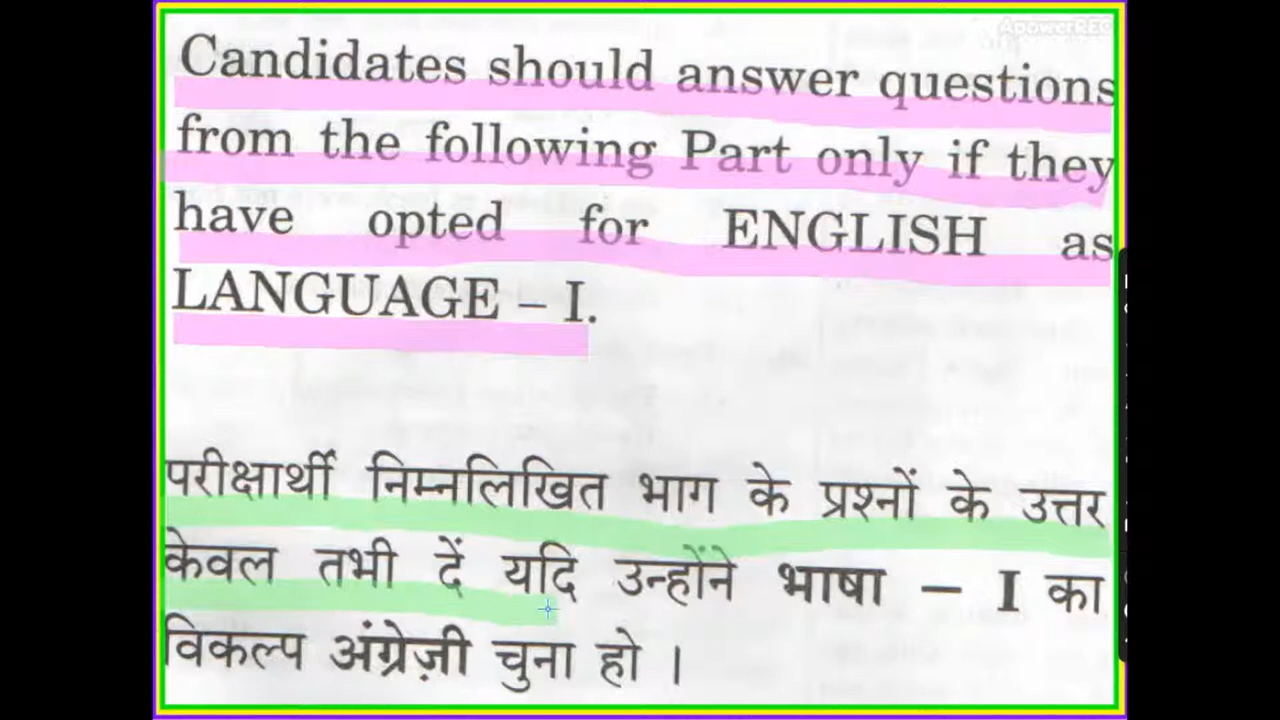 ApowerREC
Candidates should answer questions
from the following Part only if they
have opted for ENGLISH as
LANGUAGE – I.
परीक्षार्थी निम्नलिखित भाग के प्रश्नों के उत्तर
केवल तभी दें यदि उन्होंने भाषा – I का
विकल्प अंग्रेज़ी चुना हो ।